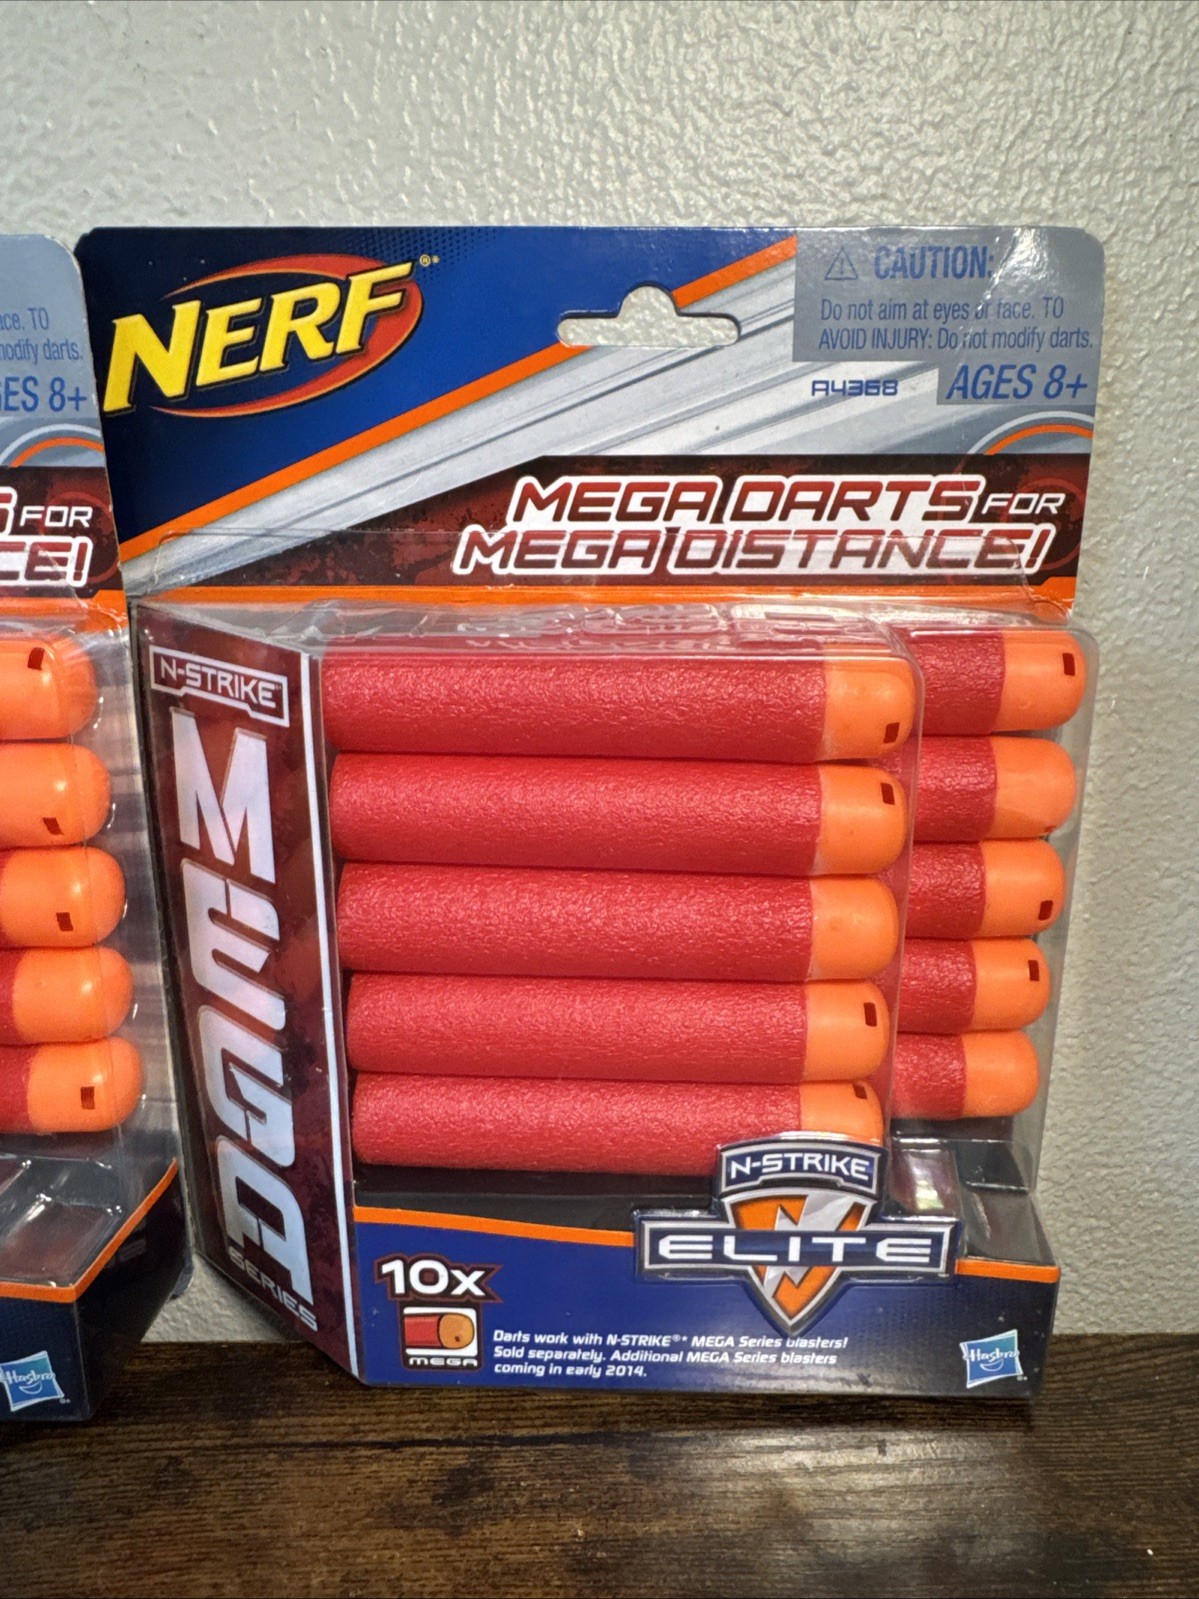 NERF®*
CAUTION:
Do not aim at eyes or face. TO
AVOID INJURY: Do not modify darts.
A4368
AGES 8+
MEGA DARTS FOR
MEGA DISTANCE!
N-STRIKE™
MEGA
SERIES
N-STRIKE
ELITE
10x
MEGA
Darts work with N-STRIKE®* MEGA Series blasters!
Sold separately. Additional MEGA Series blasters
coming in early 2014.
Hasbro
ace. TO
modify darts.
GES 8+
S FOR
CE!
Hasbro